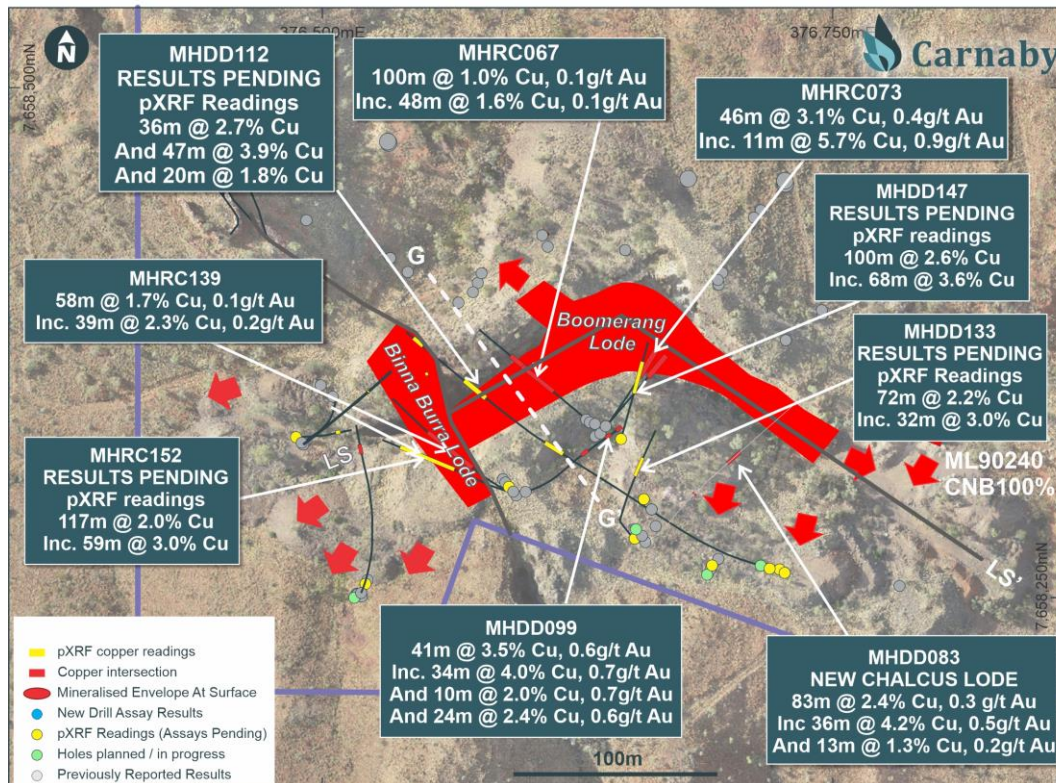 376,500mE
376,750mE
7,658,500mN
N
Carnaby
MHDD112
RESULTS PENDING
pXRF Readings
36m @ 2.7% Cu
And 47m @ 3.9% Cu
And 20m @ 1.8% Cu
MHRC067
100m @ 1.0% Cu, 0.1g/t Au
Inc. 48m @ 1.6% Cu, 0.1g/t Au
MHRC073
46m @ 3.1% Cu, 0.4g/t Au
Inc. 11m @ 5.7% Cu, 0.9g/t Au
MHDD147
RESULTS PENDING
pXRF readings
100m @ 2.6% Cu
Inc. 68m @ 3.6% Cu
MHRC139
58m @ 1.7% Cu, 0.1g/t Au
Inc. 39m @ 2.3% Cu, 0.2g/t Au
G
Boomerang
Lode
Binna Burra Lode
MHDD133
RESULTS PENDING
pXRF Readings
72m @ 2.2% Cu
Inc. 32m @ 3.0% Cu
LS
MHRC152
RESULTS PENDING
pXRF readings
117m @ 2.0% Cu
Inc. 59m @ 3.0% Cu
G'
ML90240
CNB100%
LS'
7,658,250mN
MHDD099
41m @ 3.5% Cu, 0.6g/t Au
Inc. 34m @ 4.0% Cu, 0.7g/t Au
And 10m @ 2.0% Cu, 0.7g/t Au
And 24m @ 2.4% Cu, 0.6g/t Au
MHDD083
NEW CHALCUS LODE
83m @ 2.4% Cu, 0.3 g/t Au
Inc 36m @ 4.2% Cu, 0.5g/t Au
And 13m @ 1.3% Cu, 0.2g/t Au
pXRF copper readings
Copper intersection
Mineralised Envelope At Surface
New Drill Assay Results
pXRF Readings (Assays Pending)
Holes planned / in progress
Previously Reported Results
100m